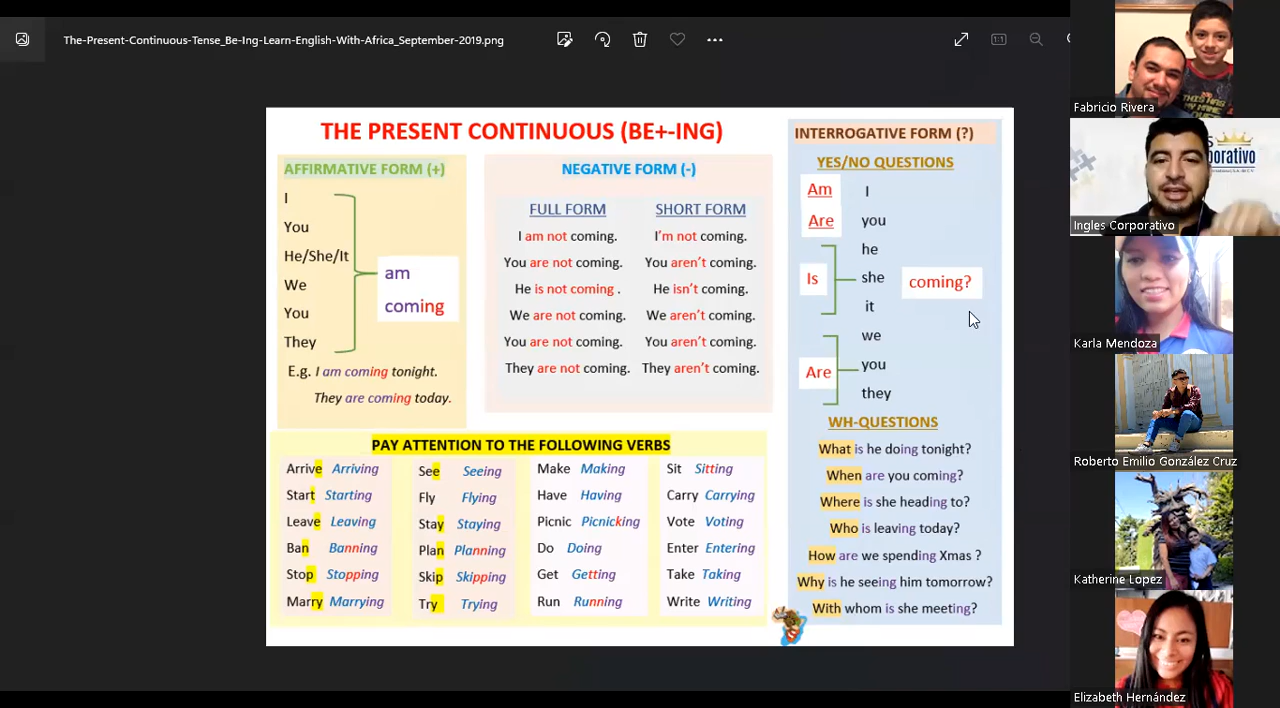 The-Present-Continuous-Tense_Be-Ing-Learn-English-With-Africa_September-2019.png
THE PRESENT CONTINUOUS (BE+-ING)
AFFIRMATIVE FORM (+)
I
You
He/She/It
We
You
They
am
coming
E.g. I am coming tonight.
They are coming today.
NEGATIVE FORM (-)
FULL FORM
I am not coming.
You are not coming.
He is not coming .
We are not coming.
You are not coming.
They are not coming.
SHORT FORM
I'm not coming.
You aren't coming.
He isn't coming.
We aren't coming.
You aren't coming.
They aren't coming.
INTERROGATIVE FORM (?)
YES/NO QUESTIONS
Am I
Are you
he
Is she coming?
it
we
Are you
they
WH-QUESTIONS
What is he doing tonight?
When are you coming?
Where is she heading to?
Who is leaving today?
How are we spending Xmas ?
Why is he seeing him tomorrow?
With whom is she meeting?
PAY ATTENTION TO THE FOLLOWING VERBS
Arrive Arriving
Start Starting
Leave Leaving
Ban Banning
Stop Stopping
Marry Marrying
See Seeing
Fly Flying
Stay Staying
Plan Planning
Skip Skipping
Try Trying
Make Making
Have Having
Picnic Picnicking
Do Doing
Get Getting
Run Running
Sit Sitting
Carry Carrying
Vote Voting
Enter Entering
Take Taking
Write Writing
1:1
Fabricio Rivera
Ingles Corporativo
Karla Mendoza
Roberto Emilio González Cruz
Katherine Lopez
Elizabeth Hernández